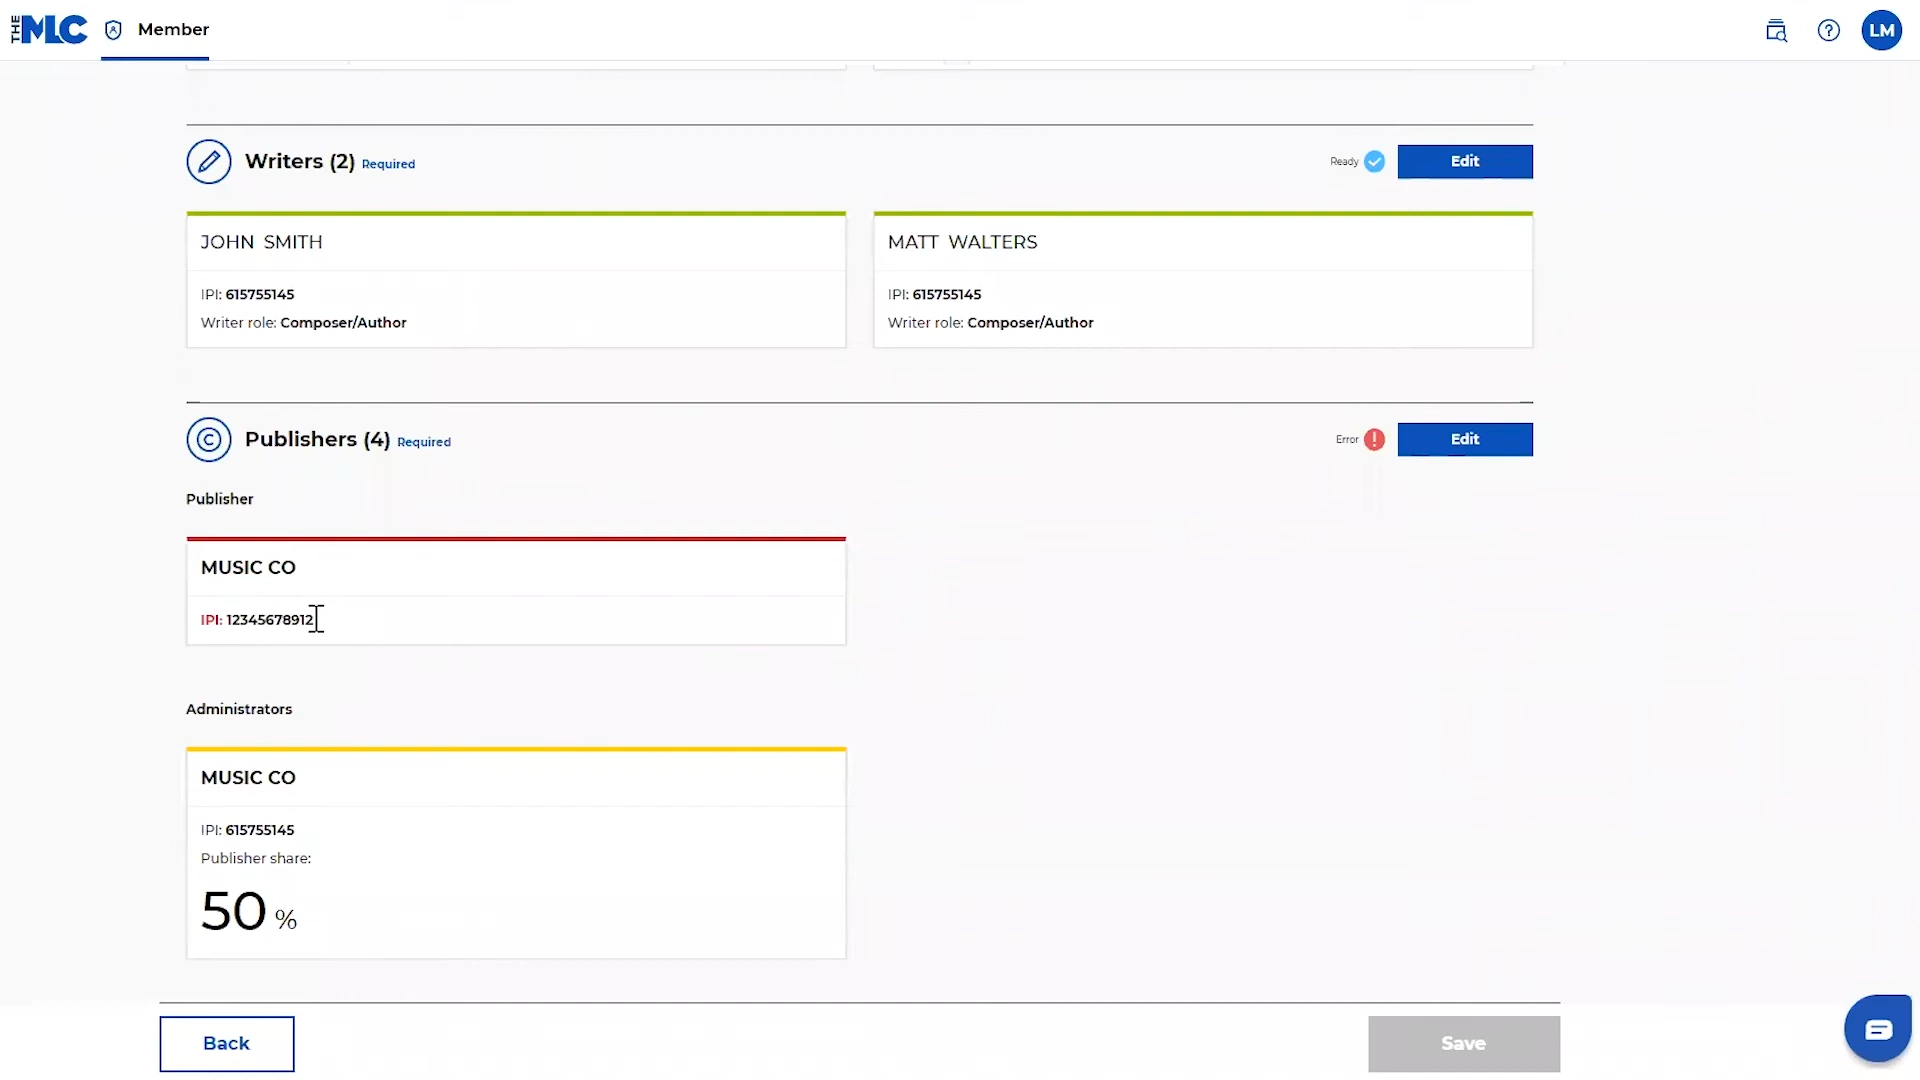 THE MLC
Member
LM
Writers (2) Required
Ready
Edit
JOHN SMITH
IPI: 615755145
Writer role: Composer/Author
MATT WALTERS
IPI: 615755145
Writer role: Composer/Author
Publishers (4) Required
Error
Edit
Publisher
MUSIC CO
IPI: 12345678912
Administrators
MUSIC CO
IPI: 615755145
Publisher share:
50 %
Back
Save